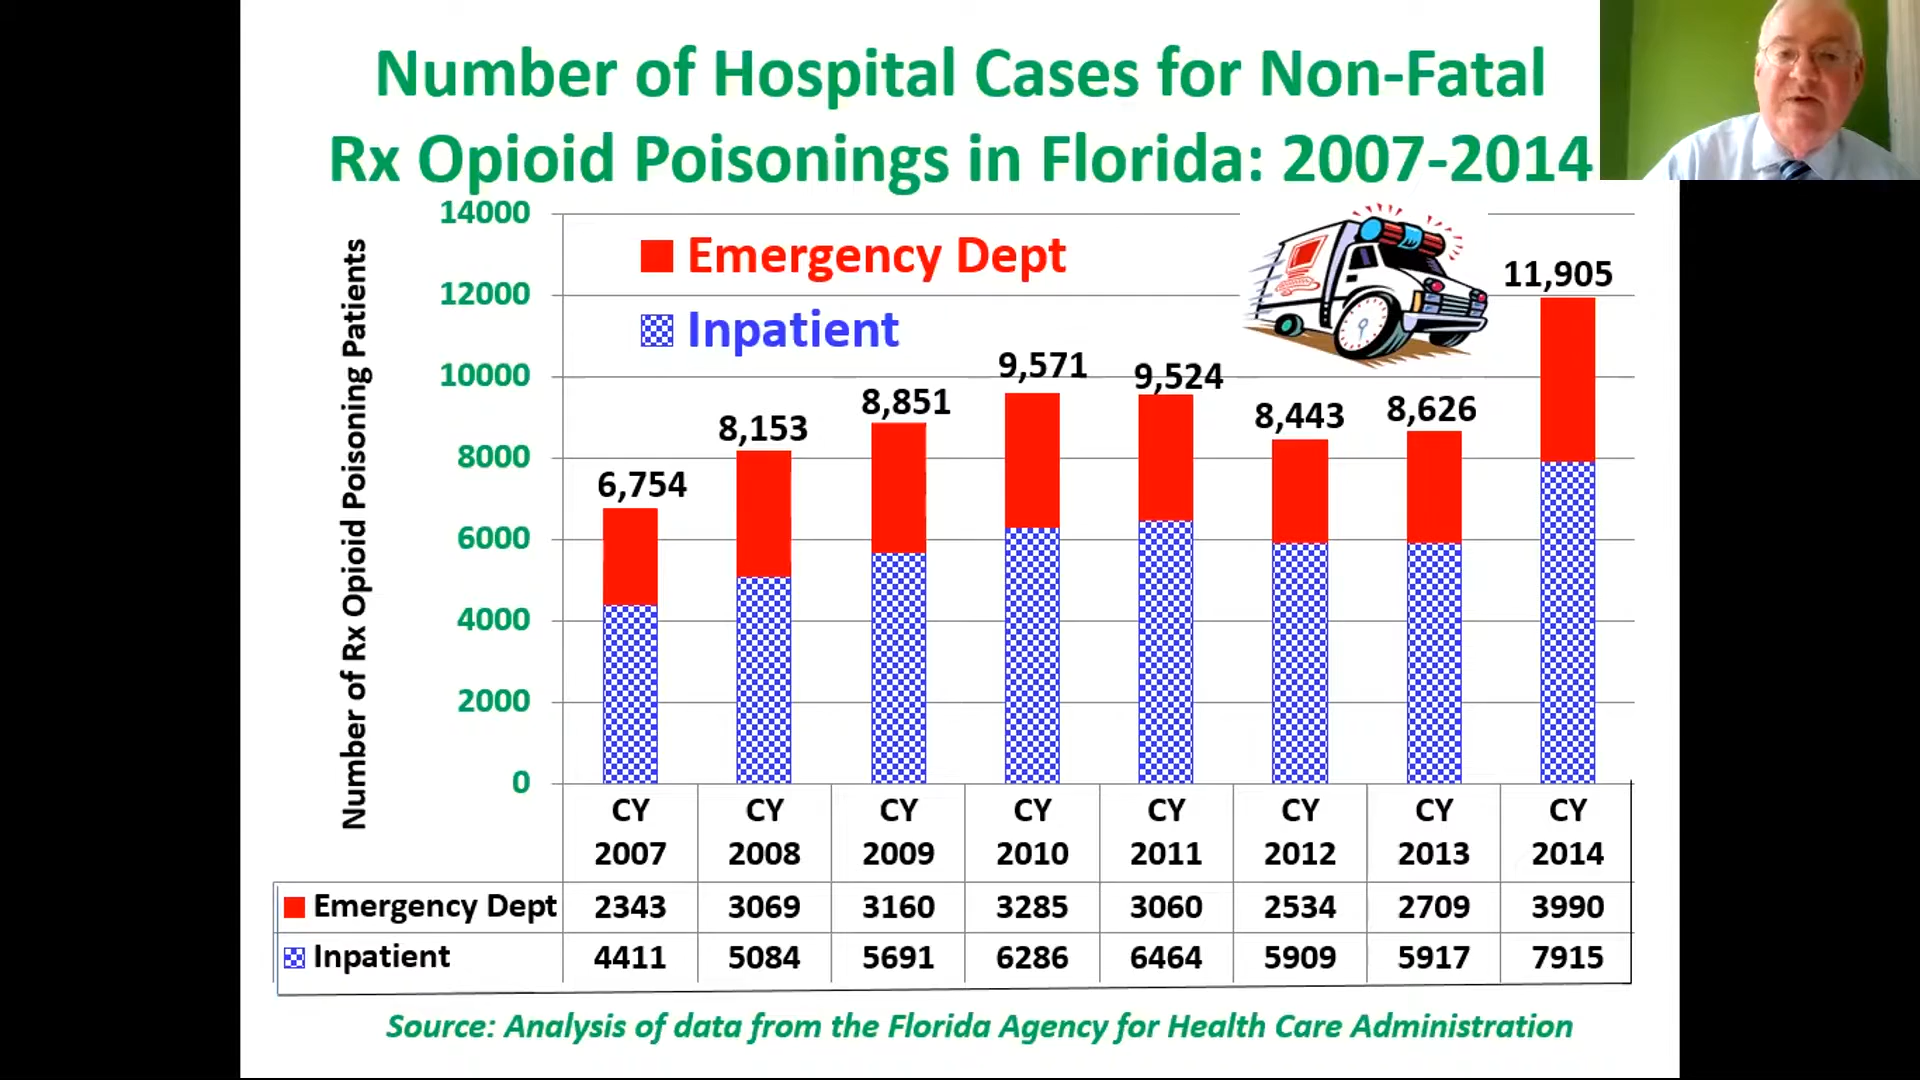 Number of Hospital Cases for Non-Fatal
Rx Opioid Poisonings in Florida: 2007-2014
Number of Rx Opioid Poisoning Patients
14000
12000
10000
8000
6000
4000
2000
0
Emergency Dept
Inpatient
6,754
8,153
8,851
9,571
9,524
8,443
8,626
11,905
CY 2007
CY 2008
CY 2009
CY 2010
CY 2011
CY 2012
CY 2013
CY 2014
Emergency Dept 2343 3069 3160 3285 3060 2534 2709 3990
Inpatient 4411 5084 5691 6286 6464 5909 5917 7915
Source: Analysis of data from the Florida Agency for Health Care Administration